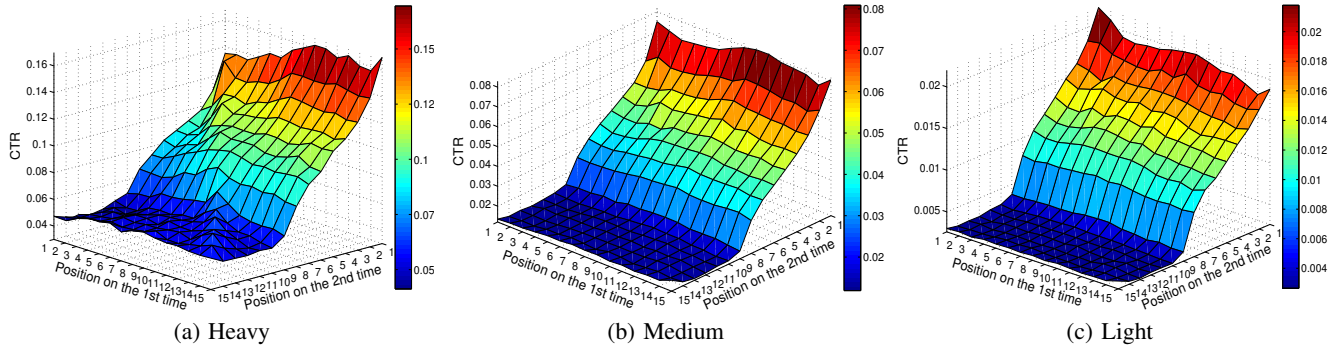 0.16
0.14
0.12
0.1
0.08
0.06
0.04
CTR
1 2 3 4 5 6 7 8 9 10 11 12 13 14 15
Position on the 1st time
15 14 13 12 11 10 9 8 7 6 5 4 3 2 1
Position on the 2nd time
0.15
0.12
0.1
0.07
0.05
(a) Heavy
0.08
0.07
0.06
0.05
0.04
0.03
0.02
CTR
1 2 3 4 5 6 7 8 9 10 11 12 13 14 15
Position on the 1st time
15 14 13 12 11 10 9 8 7 6 5 4 3 2 1
Position on the 2nd time
0.08
0.07
0.06
0.05
0.04
0.03
0.02
(b) Medium
0.02
0.015
0.01
0.005
CTR
1 2 3 4 5 6 7 8 9 10 11 12 13 14 15
Position on the 1st time
15 14 13 12 11 10 9 8 7 6 5 4 3 2 1
Position on the 2nd time
0.02
0.018
0.016
0.014
0.012
0.01
0.008
0.006
0.004
(c) Light